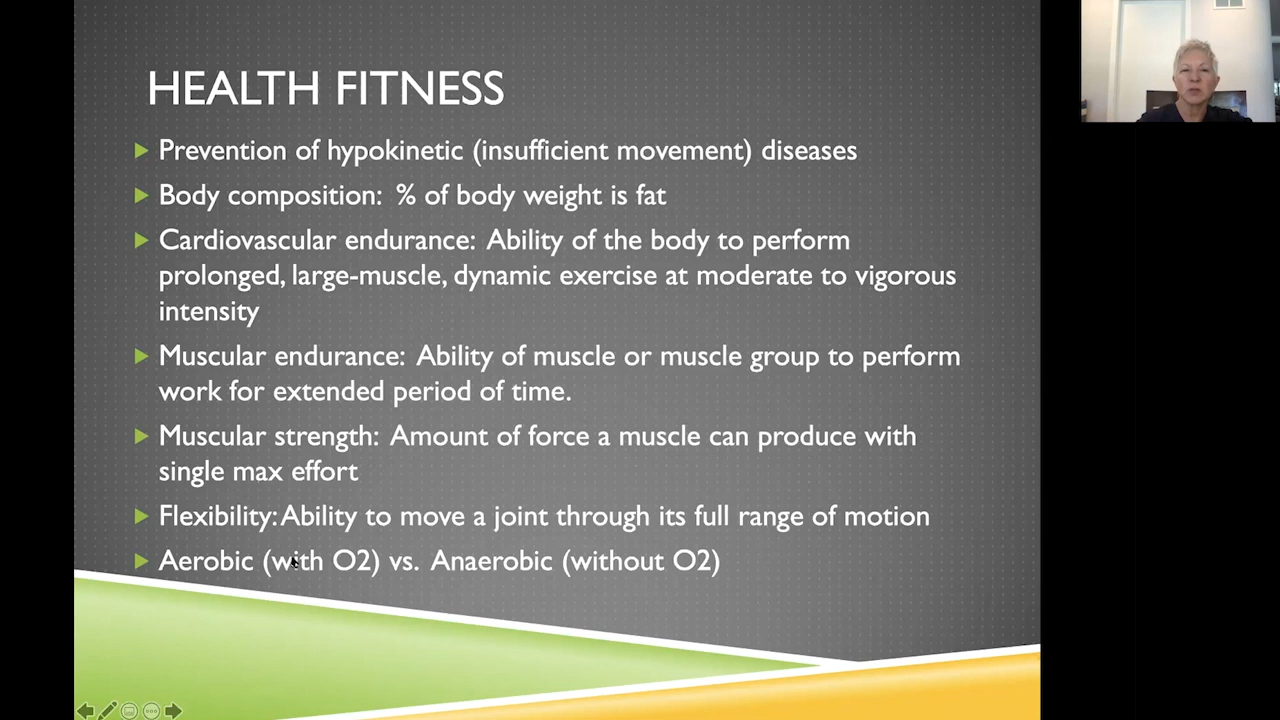 HEALTH FITNESS
Prevention of hypokinetic (insufficient movement) diseases
Body composition: % of body weight is fat
Cardiovascular endurance: Ability of the body to perform
prolonged, large-muscle, dynamic exercise at moderate to vigorous
intensity
Muscular endurance: Ability of muscle or muscle group to perform
work for extended period of time.
Muscular strength: Amount of force a muscle can produce with
single max effort
Flexibility: Ability to move a joint through its full range of motion
Aerobic (with O2) vs. Anaerobic (without O2)